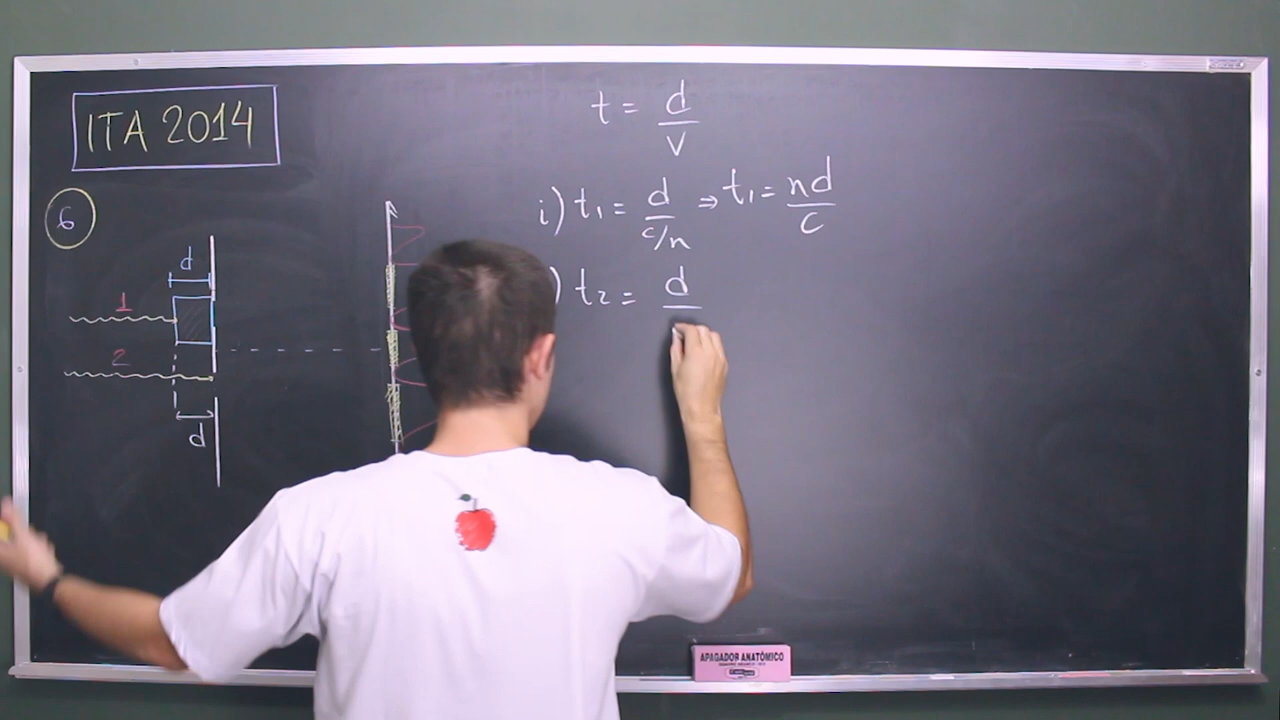 ITA 2014
6
d
1
2
d
t = d/v
i) t₁ = d/(c/n) ⇒ t₁ = nd/c
) t₂ = d/
APAGADOR ANATÔMICO